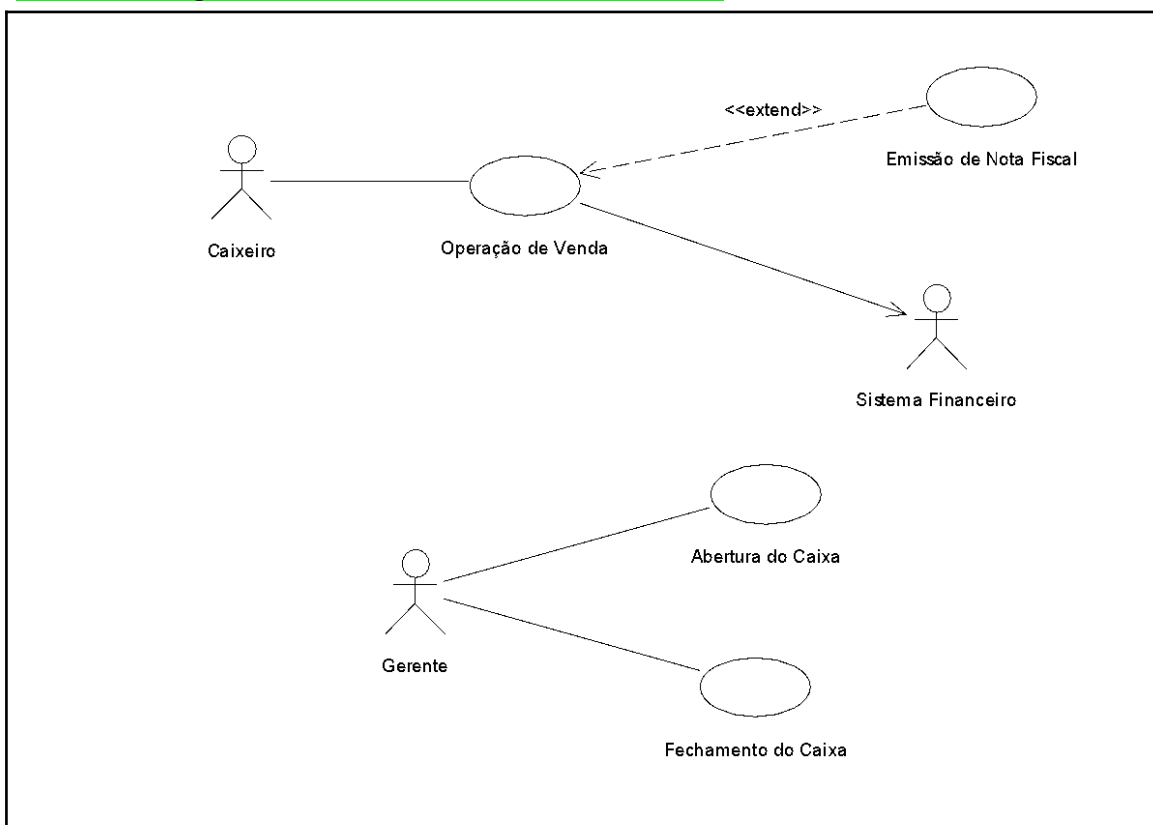 <<extend>>
Emissão de Nota Fiscal
Caixeiro
Operação de Venda
Sistema Financeiro
Abertura do Caixa
Gerente
Fechamento do Caixa